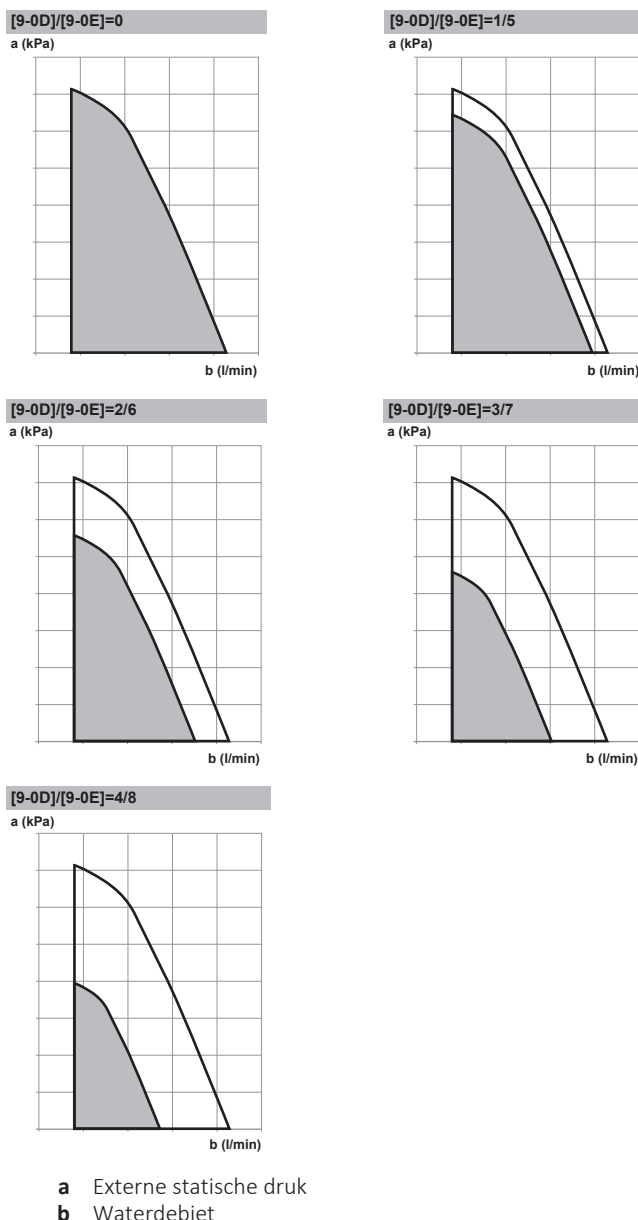 [9-0D]/[9-0E]=0
a (kPa)
b (l/min)
[9-0D]/[9-0E]=1/5
a (kPa)
b (l/min)
[9-0D]/[9-0E]=2/6
a (kPa)
b (l/min)
[9-0D]/[9-0E]=3/7
a (kPa)
b (l/min)
[9-0D]/[9-0E]=4/8
a (kPa)
b (l/min)
a Externe statische druk
b Waterdebiet